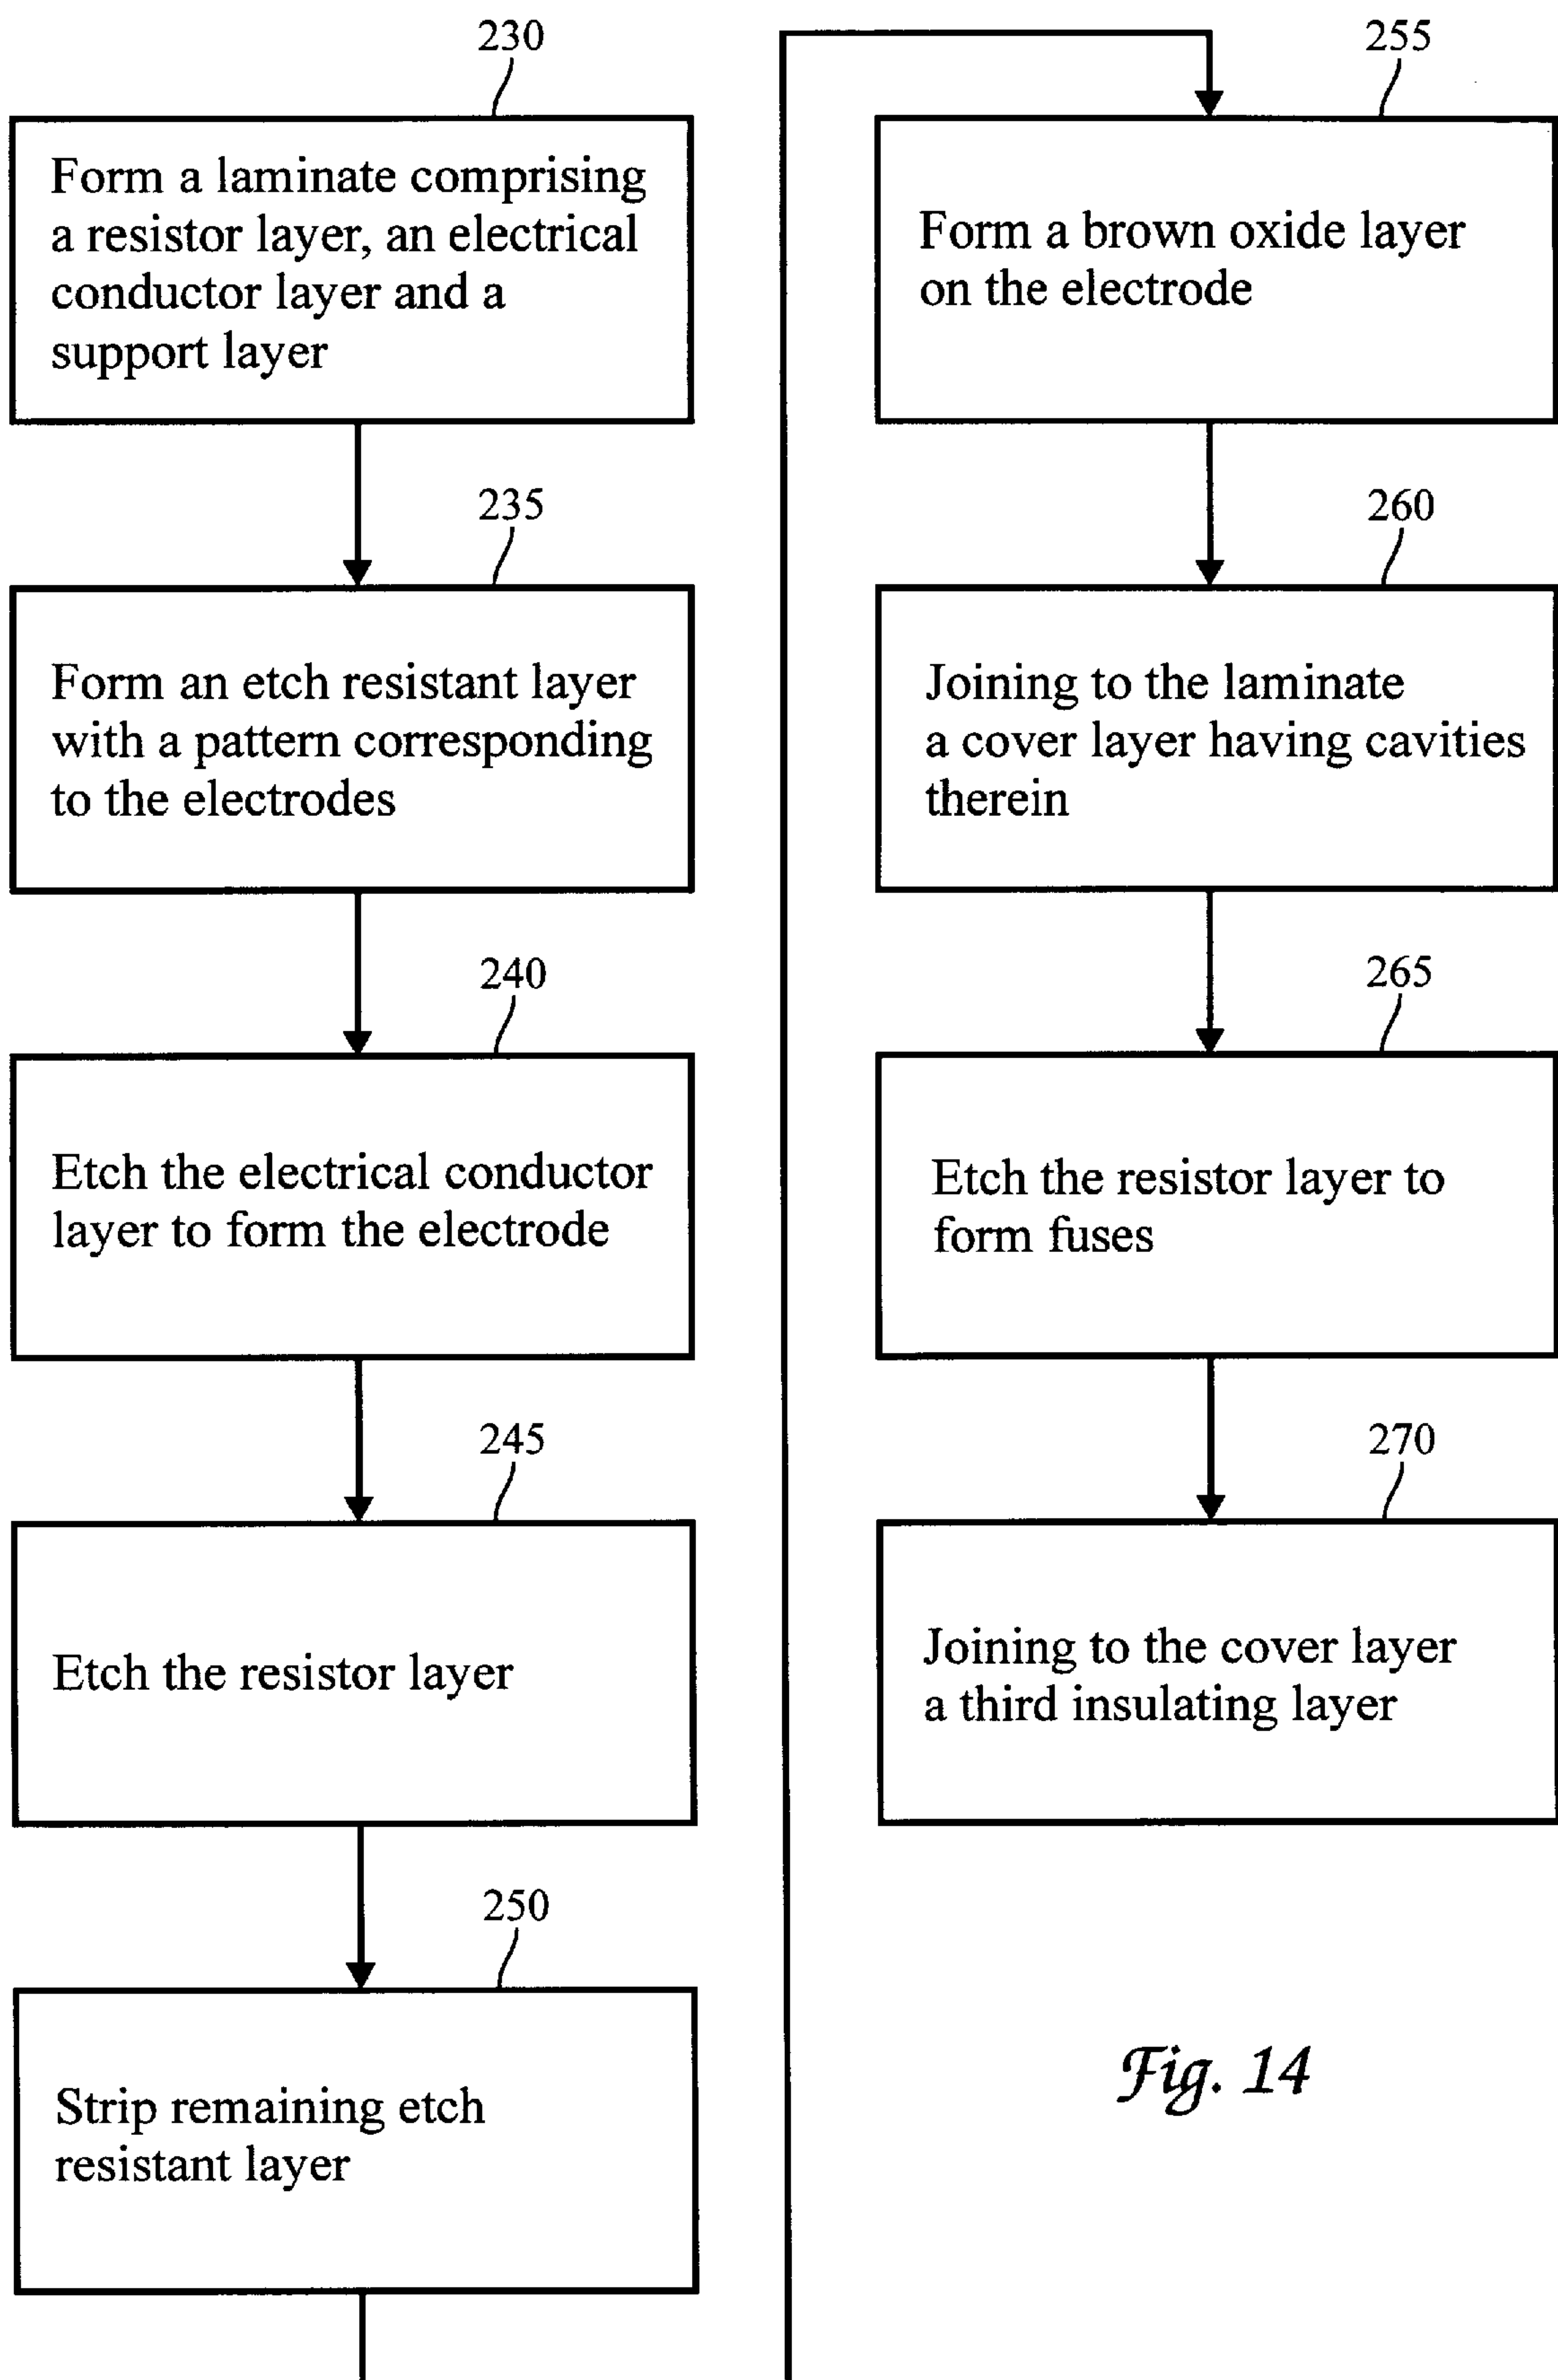 230
Form a laminate comprising
a resistor layer, an electrical
conductor layer and a
support layer
235
Form an etch resistant layer
with a pattern corresponding
to the electrodes
240
Etch the electrical conductor
layer to form the electrode
245
Etch the resistor layer
250
Strip remaining etch
resistant layer
255
Form a brown oxide layer
on the electrode
260
Joining to the laminate
a cover layer having cavities
therein
265
Etch the resistor layer to
form fuses
270
Joining to the cover layer
a third insulating layer
Fig. 14